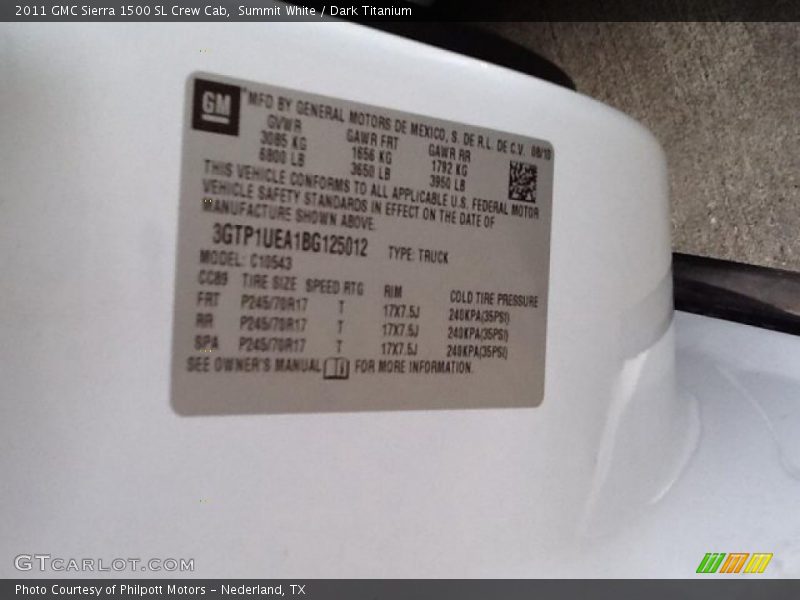 2011 GMC Sierra 1500 SL Crew Cab,  Summit White / Dark Titanium
GM
MFD BY GENERAL MOTORS DE MEXICO, S. DE R.L. DE C.V. 08/10
GVWR GAWR FRT GAWR RR
3085 KG 1656 KG 1792 KG
6800 LB 3650 LB 3950 LB
THIS VEHICLE CONFORMS TO ALL APPLICABLE U.S. FEDERAL MOTOR
VEHICLE SAFETY STANDARDS IN EFFECT ON THE DATE OF
MANUFACTURE SHOWN ABOVE.
3GTP1UEA1BG125012 TYPE: TRUCK
MODEL: C10543
CC89 TIRE SIZE SPEED RTG RIM COLD TIRE PRESSURE
FRT P245/70R17 T 17X7.5J 240KPA(35PSI)
RR P245/70R17 T 17X7.5J 240KPA(35PSI)
SPA P245/70R17 T 17X7.5J 240KPA(35PSI)
SEE OWNER'S MANUAL FOR MORE INFORMATION.
GTCARLOT.COM
Photo Courtesy of Philpott Motors - Nederland, TX